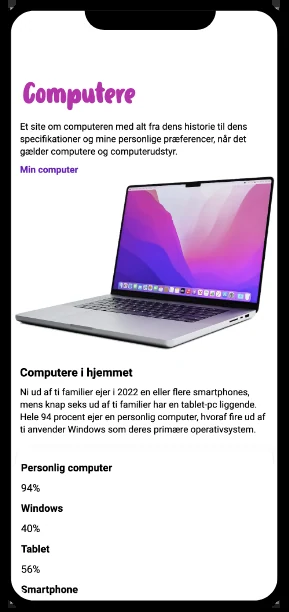 Computere
Et site om computeren med alt fra dens historie til dens
specifikationer og mine personlige præferencer, når det
gælder computere og computerudstyr.
Min computer
Computere i hjemmet
Ni ud af ti familier ejer i 2022 en eller flere smartphones,
mens knap seks ud af ti familier har en tablet-pc liggende.
Hele 94 procent ejer en personlig computer, hvoraf fire ud af
ti anvender Windows som deres primære operativsystem.
Personlig computer
94%
Windows
40%
Tablet
56%
Smartphone